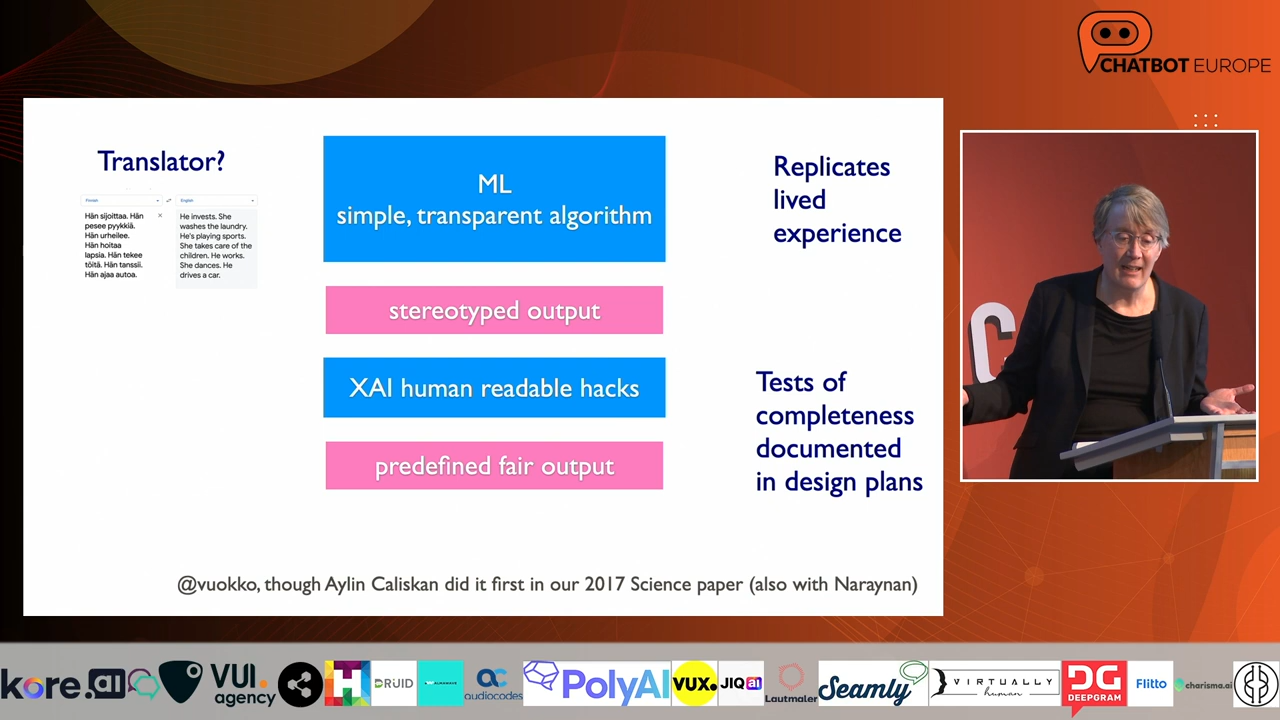 CHATBOT EUROPE
Translator?
Finnish
English
Hän sijoittaa. Hän
pesee pyykkiä.
Hän urheilee.
Hän hoitaa
lapsia. Hän tekee
töitä. Hän tanssii.
Hän ajaa autoa.
He invests. She
washes the laundry.
He's playing sports.
She takes care of the
children. He works.
She dances. He
drives a car.
ML
simple, transparent algorithm
stereotyped output
XAI human readable hacks
predefined fair output
Replicates
lived
experience
Tests of
completeness
documented
in design plans
@vuokko, though Aylin Caliskan did it first in our 2017 Science paper (also with Naraynan)
C
kore.ai
VUI.
agency
H
DRUID
ac
audiocodes
PolyAI
VUX.
JIQ ai
Lautmaler
Seamly
VIRTUALLY
human
DG
DEEPGRAM
Flitto
charisma.ai